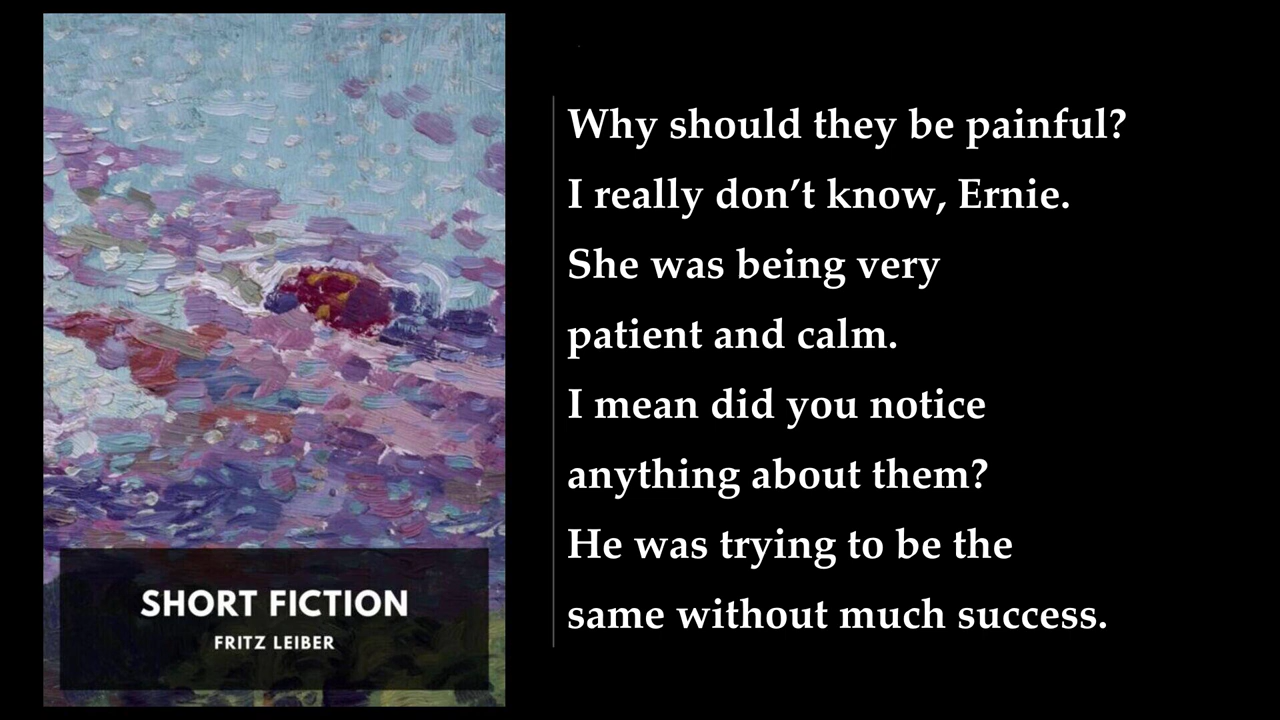 SHORT FICTION
FRITZ LEIBER
Why should they be painful?
I really don’t know, Ernie.
She was being very
patient and calm.
I mean did you notice
anything about them?
He was trying to be the
same without much success.